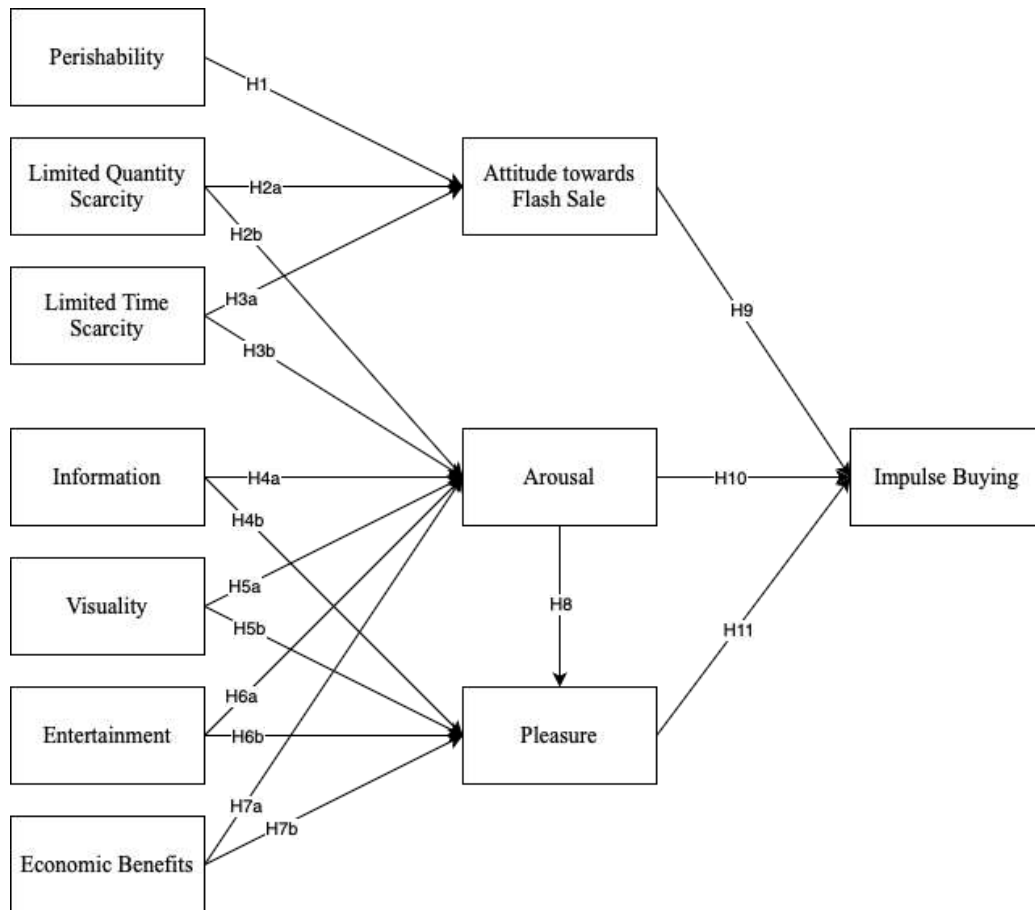 Perishability
H1
Limited Quantity
Scarcity
H2a
H2b
Attitude towards
Flash Sale
Limited Time
Scarcity
H3a
H3b
H9
Information
H4a
H4b
Arousal
H10
Impulse Buying
Visuality
H5a
H5b
H8
H11
Entertainment
H6a
H6b
Pleasure
Economic Benefits
H7a
H7b